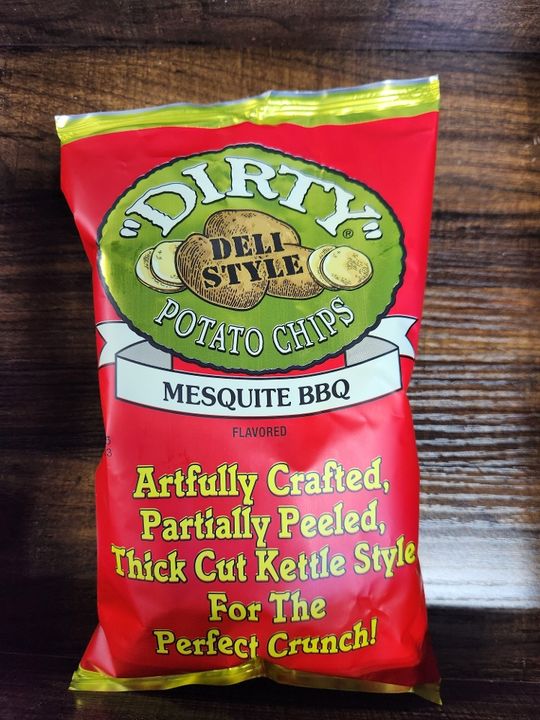 "DIRTY"®
DELI
STYLE
POTATO CHIPS
MESQUITE BBQ
FLAVORED
Artfully Crafted,
Partially Peeled,
Thick Cut Kettle Style
For The
Perfect Crunch!